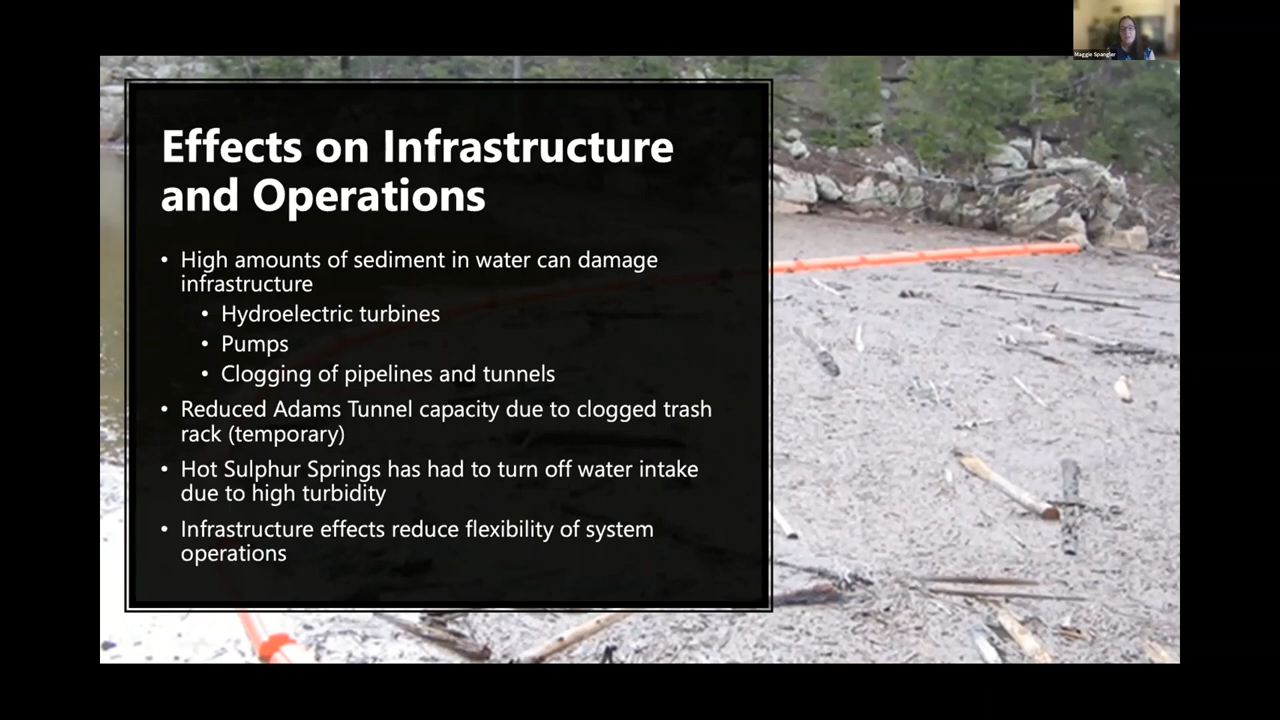 Maggie Spangler
Effects on Infrastructure
and Operations
• High amounts of sediment in water can damage
infrastructure
• Hydroelectric turbines
• Pumps
• Clogging of pipelines and tunnels
• Reduced Adams Tunnel capacity due to clogged trash
rack (temporary)
• Hot Sulphur Springs has had to turn off water intake
due to high turbidity
• Infrastructure effects reduce flexibility of system
operations